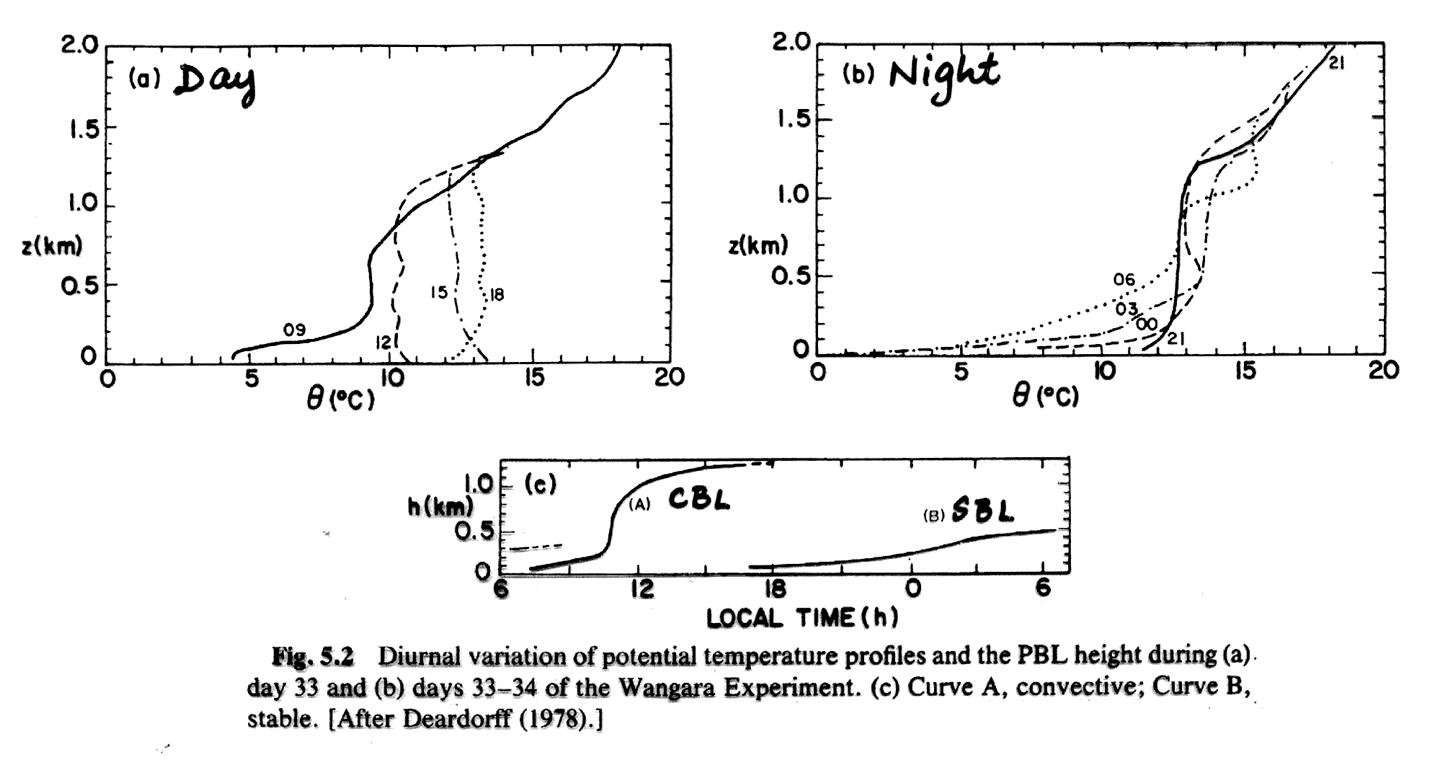 2.0
(a) Day
1.5
1.0
z(km)
0.5
09
15
18
12
0
0 5 10 15 20
θ(°C)
2.0
(b) Night
21
1.5
1.0
z(km)
0.5
06
03
00
21
0
0 5 10 15 20
θ(°C)
1.0
(c)
h(km)
(A) CBL
(B) SBL
0.5
0
6 12 18 0 6
LOCAL TIME(h)
Fig. 5.2 Diurnal variation of potential temperature profiles and the PBL height during (a)
day 33 and (b) days 33–34 of the Wangara Experiment. (c) Curve A, convective; Curve B,
stable. [After Deardorff (1978).]